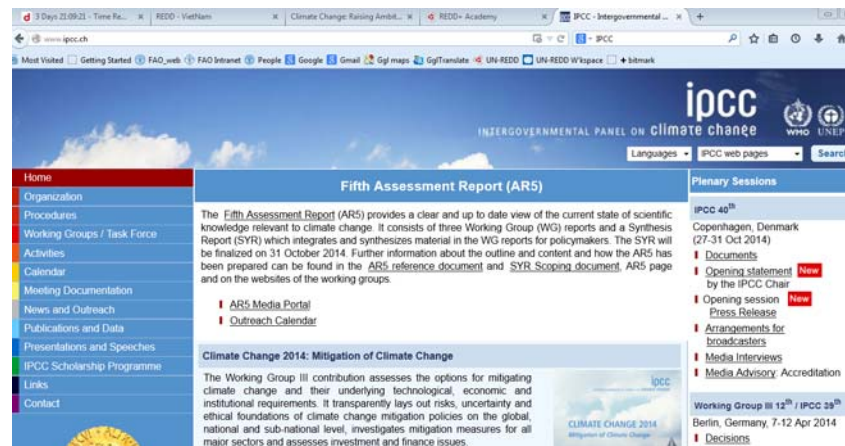 3 Days 21:09:21 - Time Re...
REDD - VietNam
Climate Change: Raising Ambit...
REDD+ Academy
IPCC - Intergovernmental ...
www.ipcc.ch
- IPCC
Most Visited
Getting Started
FAO_web
FAO Intranet
People
Google
Gmail
Ggl maps
GglTranslate
UN-REDD
UN-REDD W'kspace
+ bitmark
ipcc
INTERGOVERNMENTAL PANEL ON climate change
WMO
UNEP
Languages
IPCC web pages
Search
Home
Organization
Procedures
Working Groups / Task Force
Activities
Calendar
Meeting Documentation
News and Outreach
Publications and Data
Presentations and Speeches
IPCC Scholarship Programme
Links
Contact
Fifth Assessment Report (AR5)
The Fifth Assessment Report (AR5) provides a clear and up to date view of the current state of scientific
knowledge relevant to climate change. It consists of three Working Group (WG) reports and a Synthesis
Report (SYR) which integrates and synthesizes material in the WG reports for policymakers. The SYR will
be finalized on 31 October 2014. Further information about the outline and content and how the AR5 has
been prepared can be found in the AR5 reference document and SYR Scoping document, AR5 page
and on the websites of the working groups.
AR5 Media Portal
Outreach Calendar
Climate Change 2014: Mitigation of Climate Change
The Working Group III contribution assesses the options for mitigating
climate change and their underlying technological, economic and
institutional requirements. It transparently lays out risks, uncertainty and
ethical foundations of climate change mitigation policies on the global,
national and sub-national level, investigates mitigation measures for all
major sectors and assesses investment and finance issues.
ipcc
CLIMATE CHANGE 2014
Mitigation of Climate Change
Plenary Sessions
IPCC 40th
Copenhagen, Denmark
(27-31 Oct 2014)
Documents
Opening statement New
by the IPCC Chair
Opening session New
Press Release
Arrangements for
broadcasters
Media Interviews
Media Advisory: Accreditation
Working Group III 12th / IPCC 39th
Berlin, Germany, 7-12 Apr 2014
Decisions